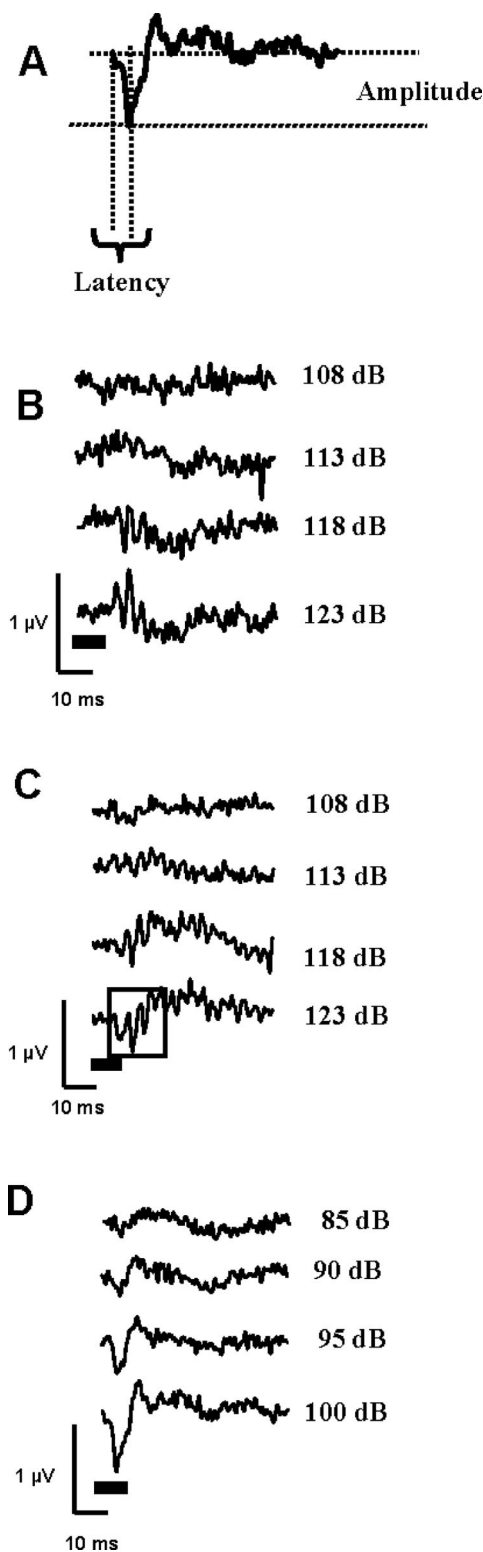 A
Amplitude
Latency
B
108 dB
113 dB
118 dB
123 dB
1 µV
10 ms
C
108 dB
113 dB
118 dB
123 dB
1 µV
10 ms
D
85 dB
90 dB
95 dB
100 dB
1 µV
10 ms